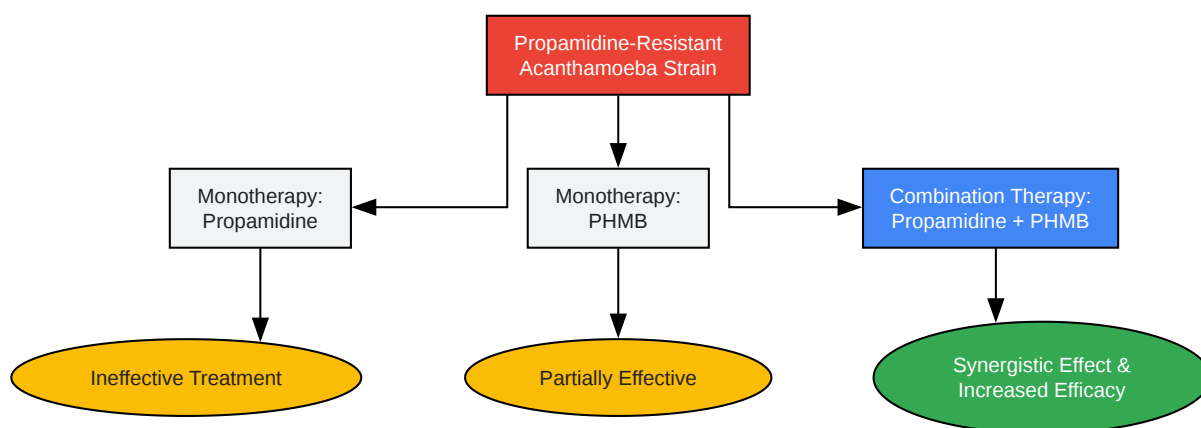 Propamidine-Resistant
Acanthamoeba Strain
Monotherapy:
Propamidine
Monotherapy:
PHMB
Combination Therapy:
Propamidine + PHMB
Ineffective Treatment
Partially Effective
Synergistic Effect &
Increased Efficacy